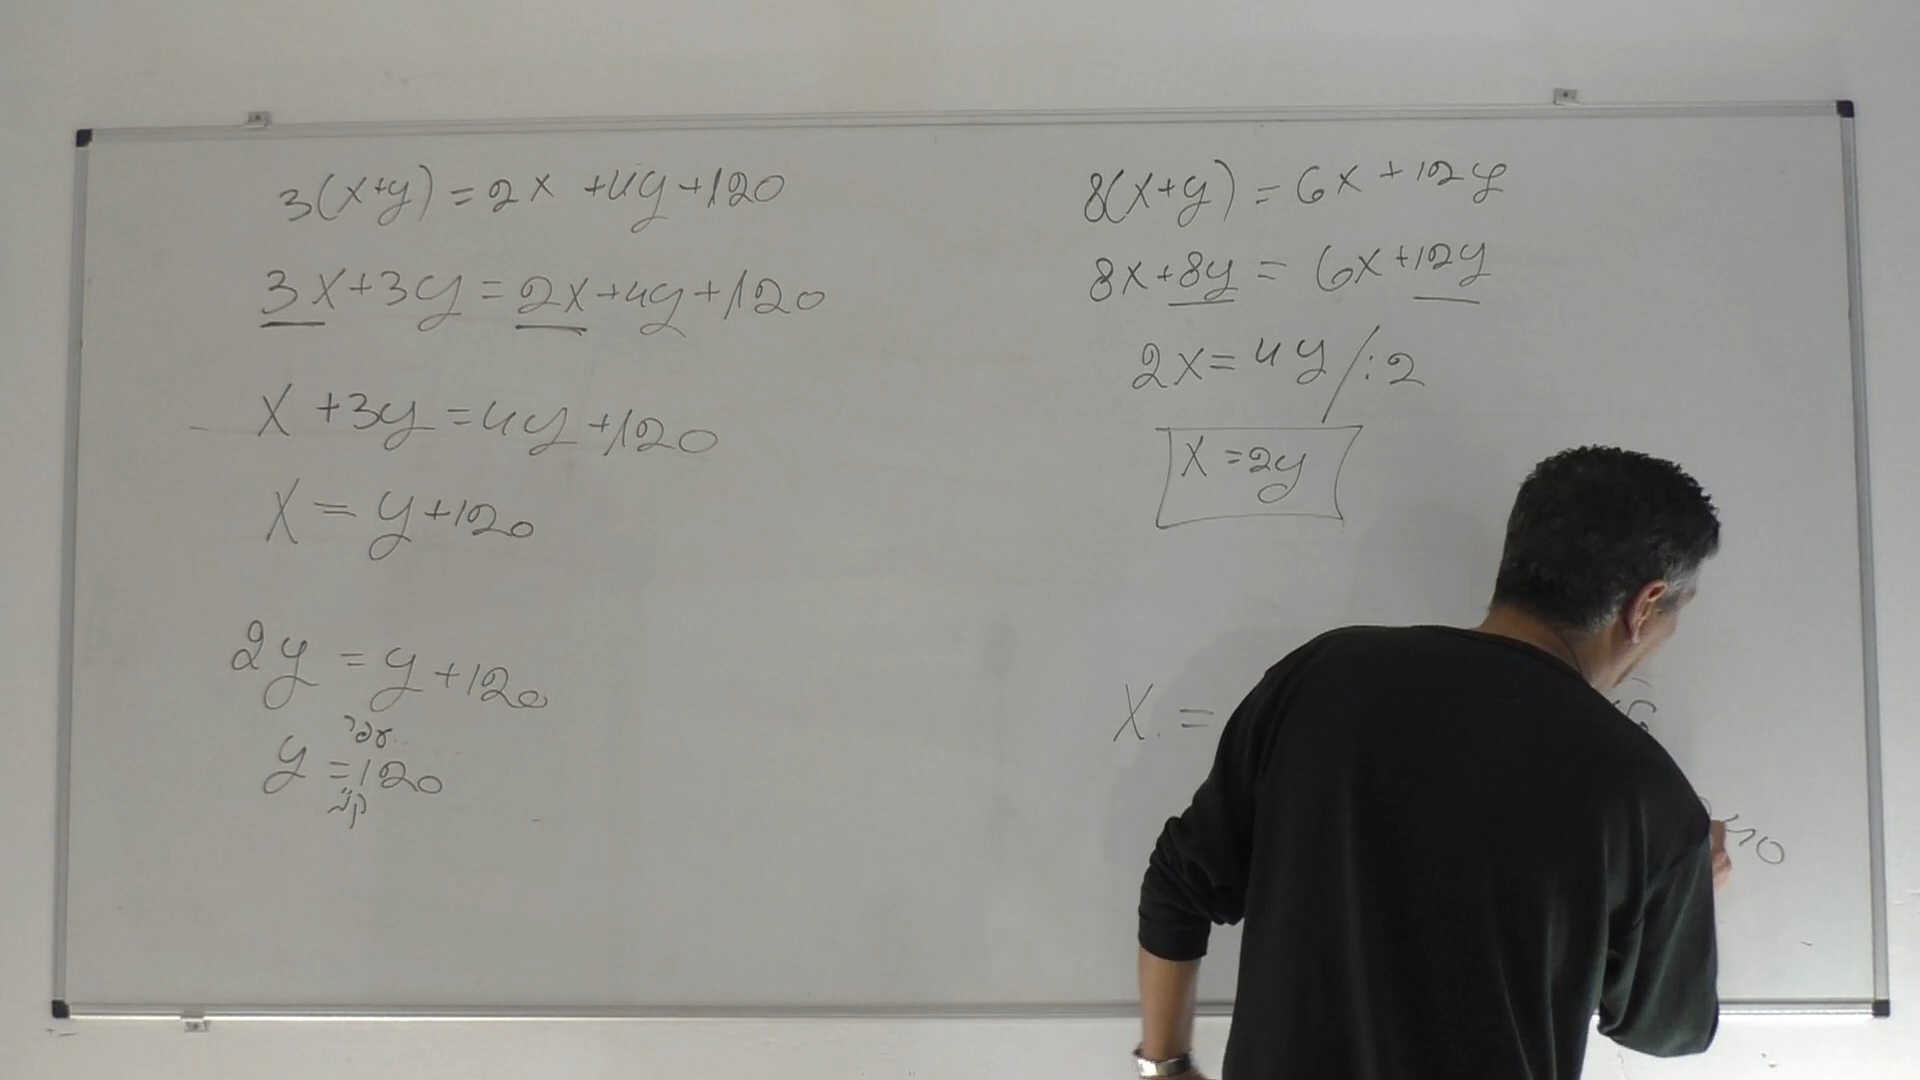 3(x+y)=2x+4y+120
3x+3y=2x+4y+120
x+3y=4y+120
x=y+120
2y=y+120
y=120
8(x+y)=6x+12y
8x+8y=6x+12y
2x=4y/:2
x=2y
x=